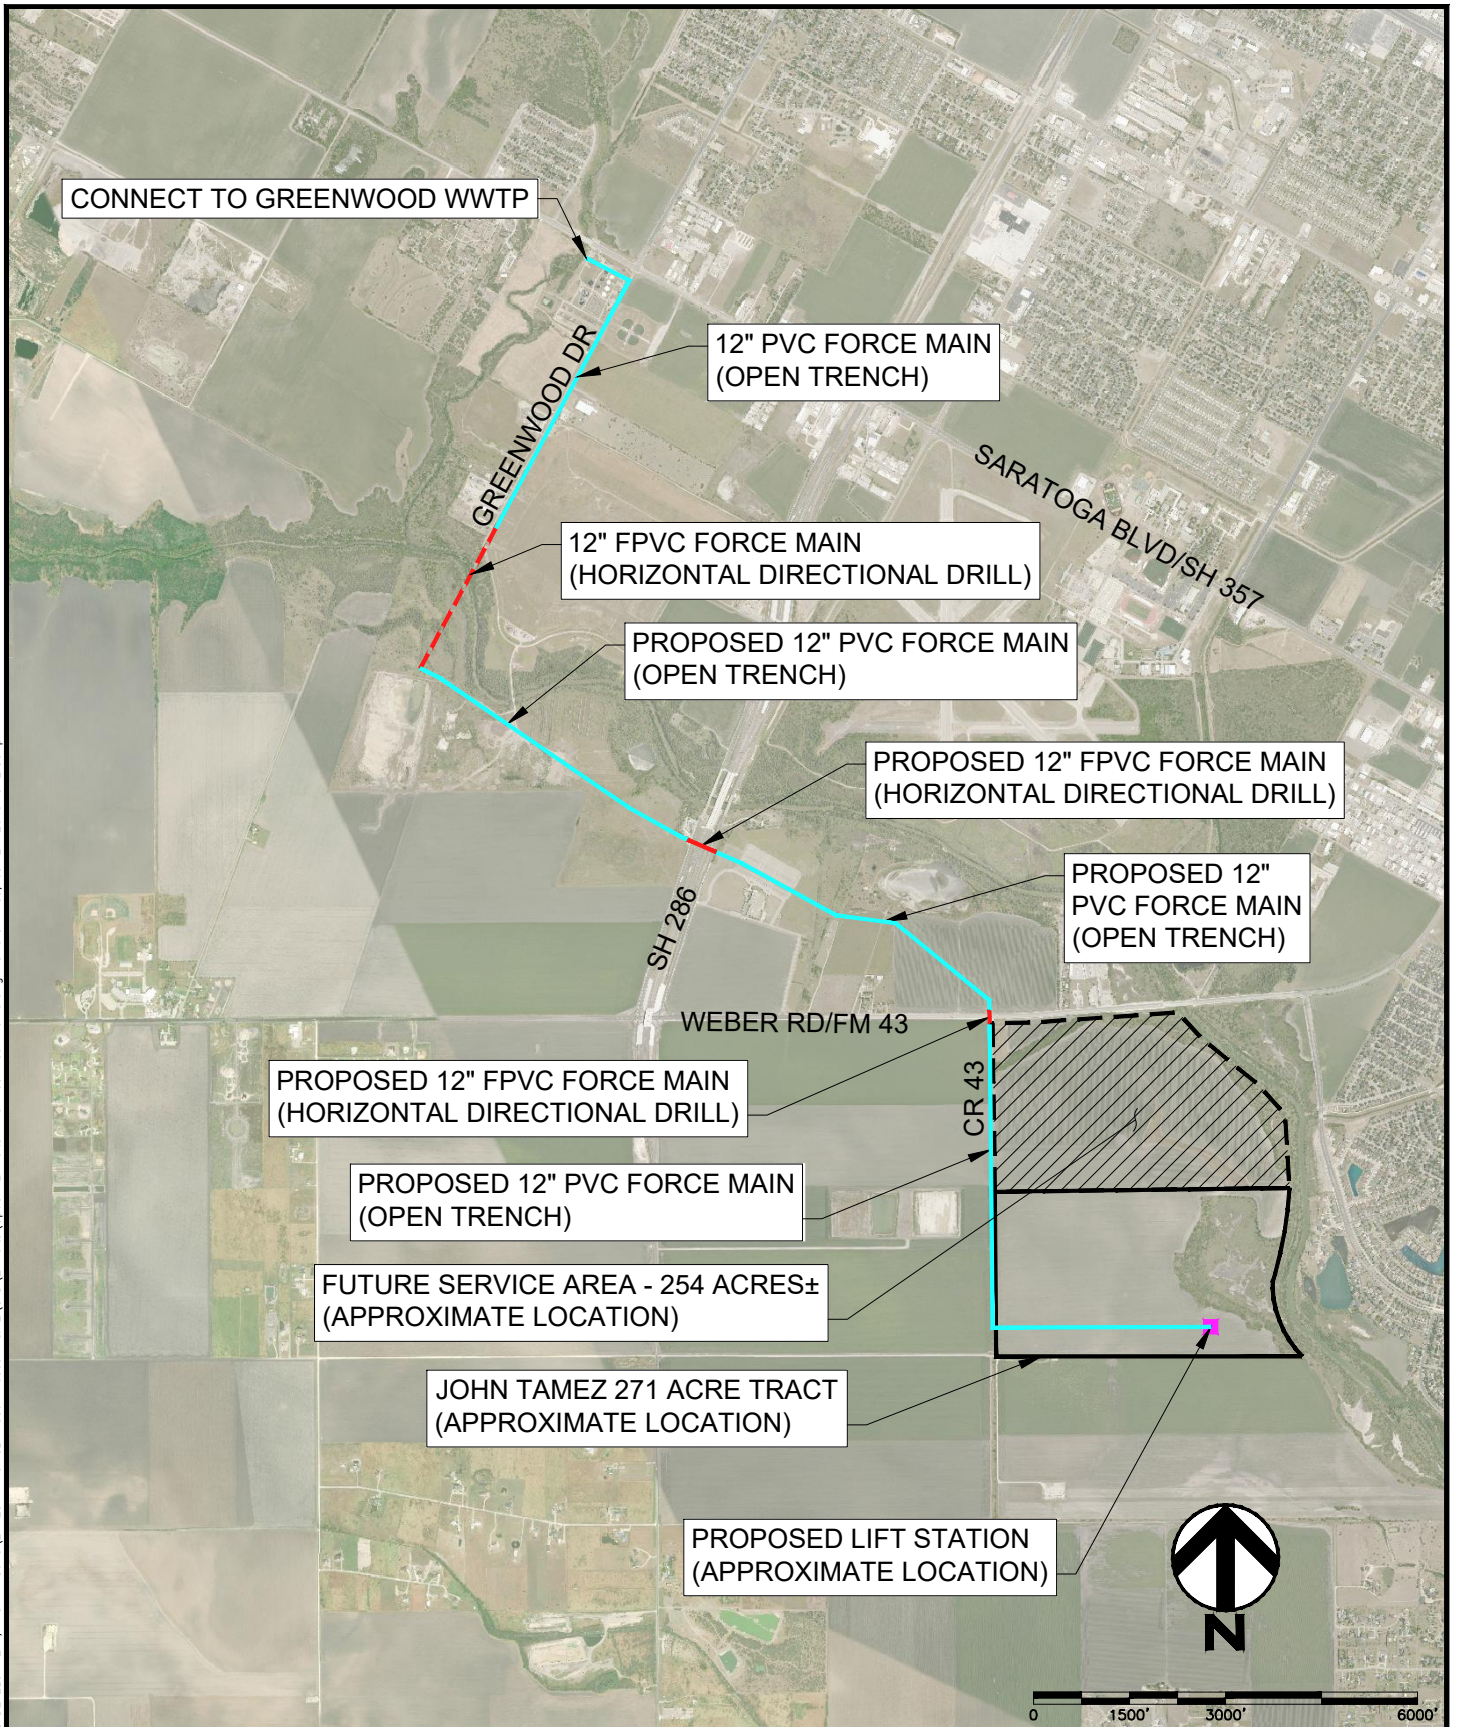 CONNECT TO GREENWOOD WWTP
GREENWOOD DR
12" PVC FORCE MAIN
(OPEN TRENCH)
SARATOGA BLVD/SH 357
12" FPVC FORCE MAIN
(HORIZONTAL DIRECTIONAL DRILL)
PROPOSED 12" PVC FORCE MAIN
(OPEN TRENCH)
PROPOSED 12" FPVC FORCE MAIN
(HORIZONTAL DIRECTIONAL DRILL)
PROPOSED 12"
PVC FORCE MAIN
(OPEN TRENCH)
SH 286
WEBER RD/FM 43
CR 43
PROPOSED 12" FPVC FORCE MAIN
(HORIZONTAL DIRECTIONAL DRILL)
PROPOSED 12" PVC FORCE MAIN
(OPEN TRENCH)
FUTURE SERVICE AREA - 254 ACRES±
(APPROXIMATE LOCATION)
JOHN TAMEZ 271 ACRE TRACT
(APPROXIMATE LOCATION)
PROPOSED LIFT STATION
(APPROXIMATE LOCATION)
N
0 1500' 3000' 6000'